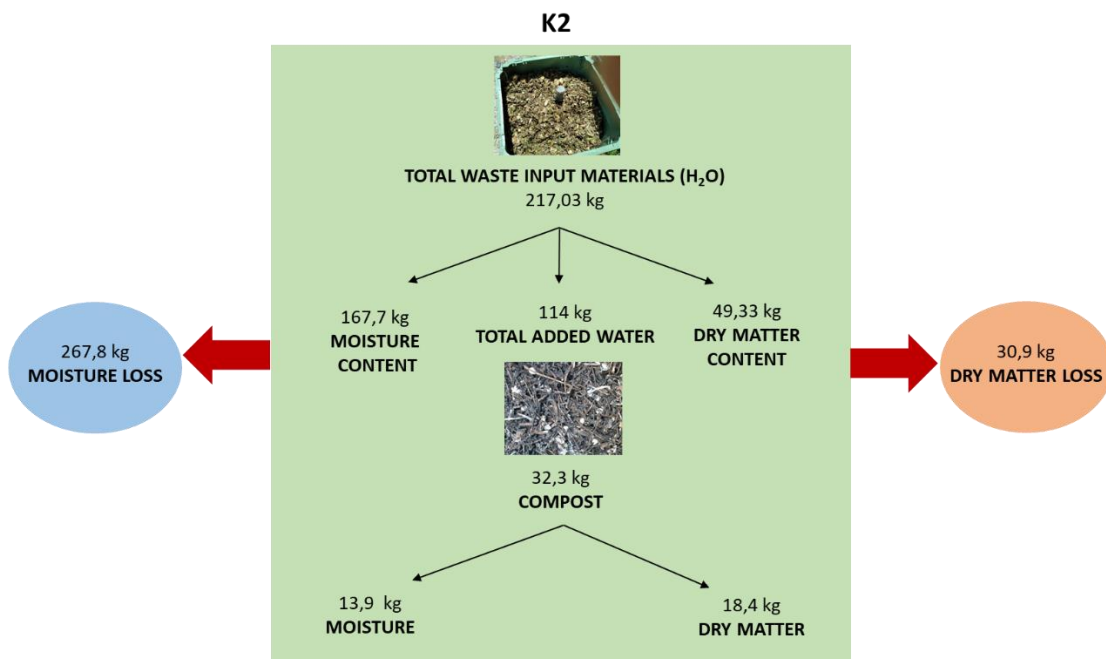 K2
TOTAL WASTE INPUT MATERIALS (H₂O)
217,03 kg
167,7 kg
MOISTURE
CONTENT
114 kg
TOTAL ADDED WATER
49,33 kg
DRY MATTER
CONTENT
267,8 kg
MOISTURE LOSS
30,9 kg
DRY MATTER LOSS
32,3 kg
COMPOST
13,9 kg
MOISTURE
18,4 kg
DRY MATTER